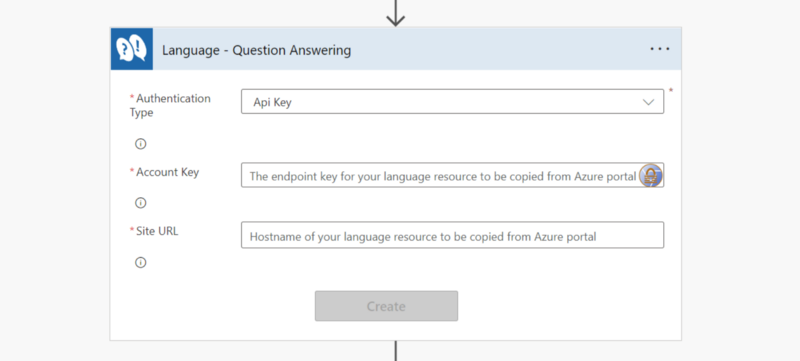 Language - Question Answering
* Authentication
Type
Api Key
*
* Account Key
The endpoint key for your language resource to be copied from Azure portal
* Site URL
Hostname of your language resource to be copied from Azure portal
Create